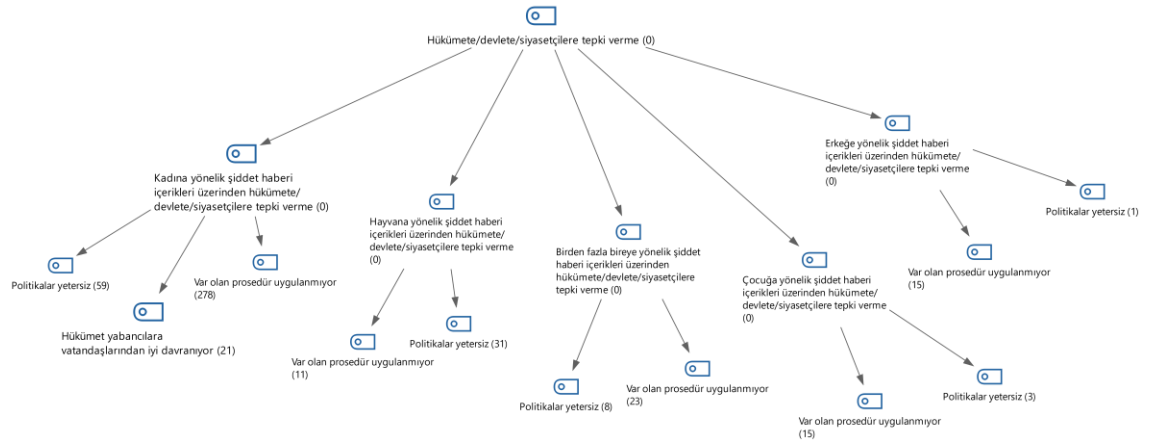 Hükümete/devlete/siyasetçilere tepki verme (0)
Kadına yönelik şiddet haberi
içerikleri üzerinden hükümete/
devlete/siyasetçilere tepki verme (0)
Politikalar yetersiz (59)
Hükümet yabancılara
vatandaşlarından iyi davranıyor (21)
Var olan prosedür uygulanmıyor
(278)
Hayvana yönelik şiddet haberi
içerikleri üzerinden hükümete/
devlete/siyasetçilere tepki verme
(0)
Var olan prosedür uygulanmıyor
(11)
Politikalar yetersiz (31)
Birden fazla bireye yönelik şiddet
haberi içerikleri üzerinden
hükümete/devlete/siyasetçilere
tepki verme (0)
Politikalar yetersiz (8)
Var olan prosedür uygulanmıyor
(23)
Çocuğa yönelik şiddet haberi
içerikleri üzerinden hükümete/
devlete/siyasetçilere tepki verme
(0)
Var olan prosedür uygulanmıyor
(15)
Politikalar yetersiz (3)
Erkeğe yönelik şiddet haberi
içerikleri üzerinden hükümete/
devlete/siyasetçilere tepki verme
(0)
Var olan prosedür uygulanmıyor
(15)
Politikalar yetersiz (1)